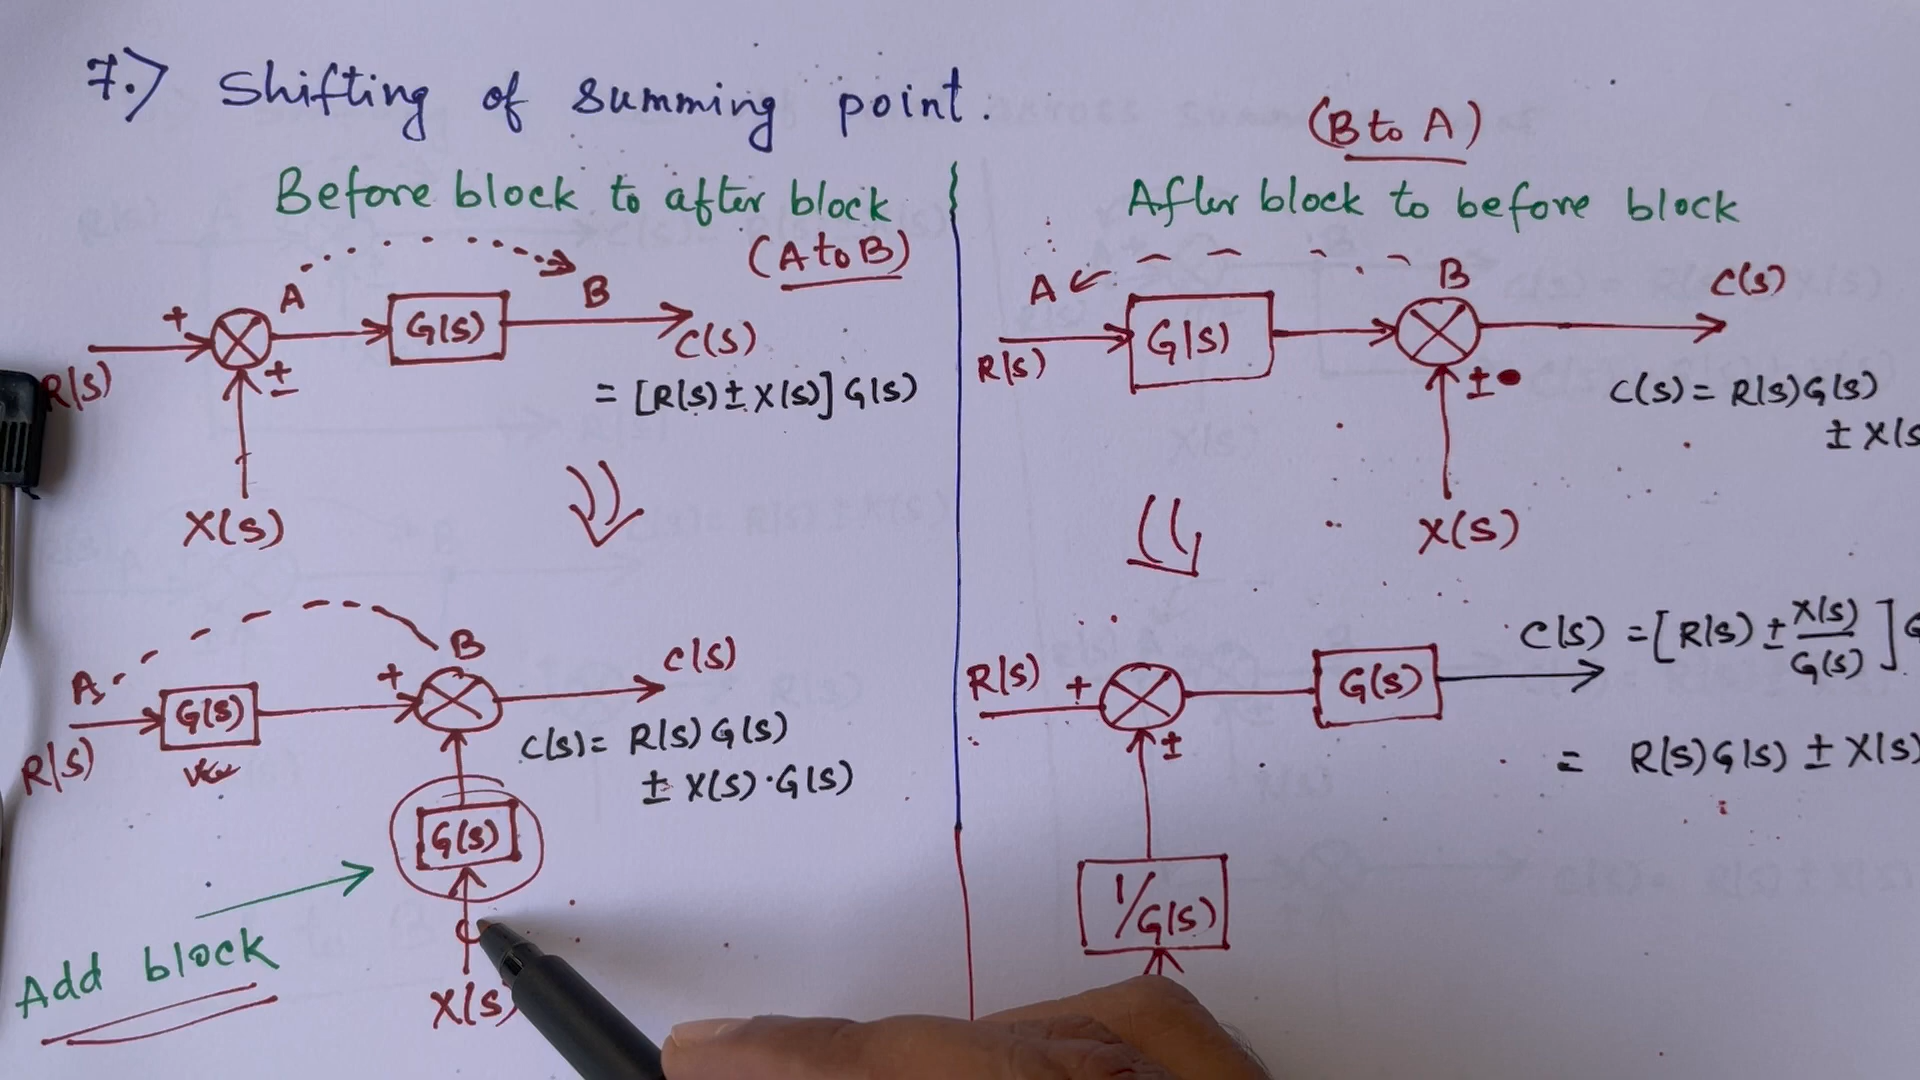 7.) Shifting of summing point.
Before block to after block
(A to B)
A
B
+
G(s)
R(s)
±
C(s)
= [R(s) ± X(s)] G(s)
X(s)
A
B
+
G(s)
C(s)
R(s)
C(s) = R(s) G(s)
± X(s) · G(s)
G(s)
Add block
X(s)
(B to A)
After block to before block
A
B
C(s)
G(s)
R(s)
±
C(s) = R(s) G(s)
± X(s
X(s)
R(s)
+
G(s)
C(s) = [R(s) ± X(s)/G(s)] G
±
= R(s) G(s) ± X(s)
1/G(s)